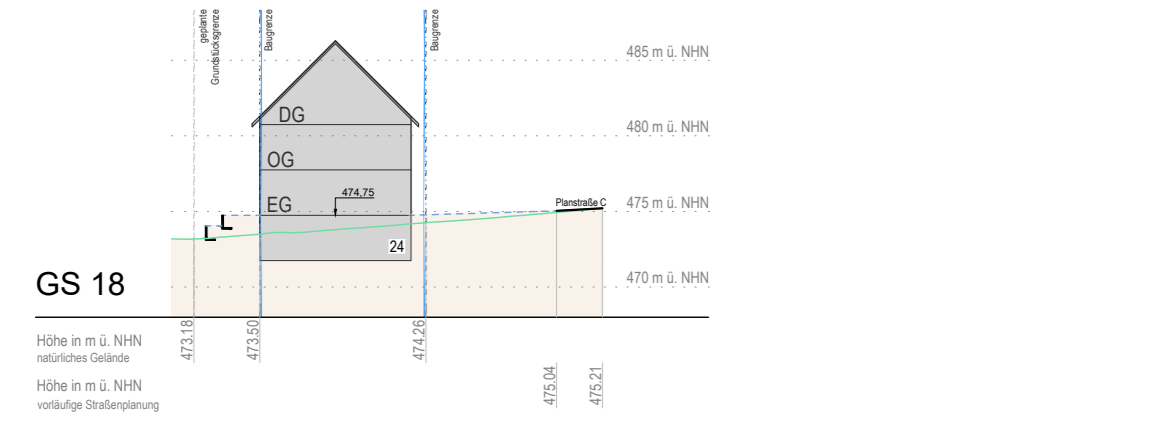 geplante
Grundstücksgrenze
Baugrenze
Baugrenze
485 m ü. NHN
DG
480 m ü. NHN
OG
474,75
EG
Planstraße C
475 m ü. NHN
24
470 m ü. NHN
GS 18
Höhe in m ü. NHN
natürliches Gelände
473.18
473.50
474.26
Höhe in m ü. NHN
vorläufige Straßenplanung
475.04
475.21